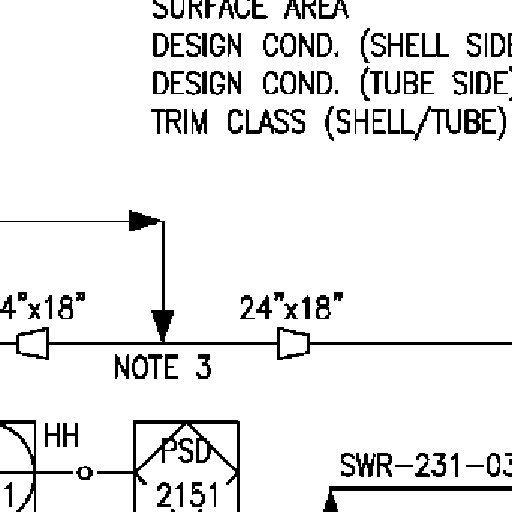 SURFACE AREA
DESIGN COND. (SHELL SIDE
DESIGN COND. (TUBE SIDE)
TRIM CLASS (SHELL/TUBE)
4"x18" 24"x18"
NOTE 3
HH
PSD
SWR-231-03
1 2151